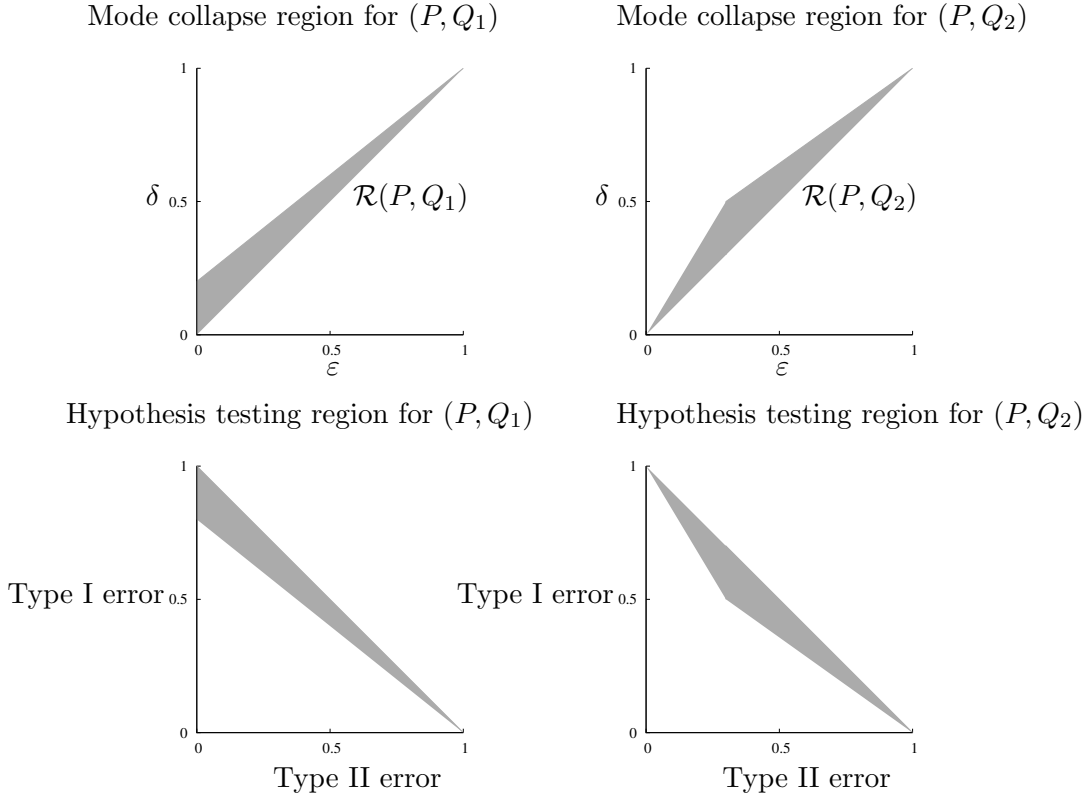 Mode collapse region for (P, Q₁)
1
δ
0.5
R(P, Q₁)
0
0
0.5
1
ε
Mode collapse region for (P, Q₂)
1
δ
0.5
R(P, Q₂)
0
0
0.5
1
ε
Hypothesis testing region for (P, Q₁)
1
Type I error
0.5
0
0
0.5
1
Type II error
Hypothesis testing region for (P, Q₂)
1
Type I error
0.5
0
0
0.5
1
Type II error